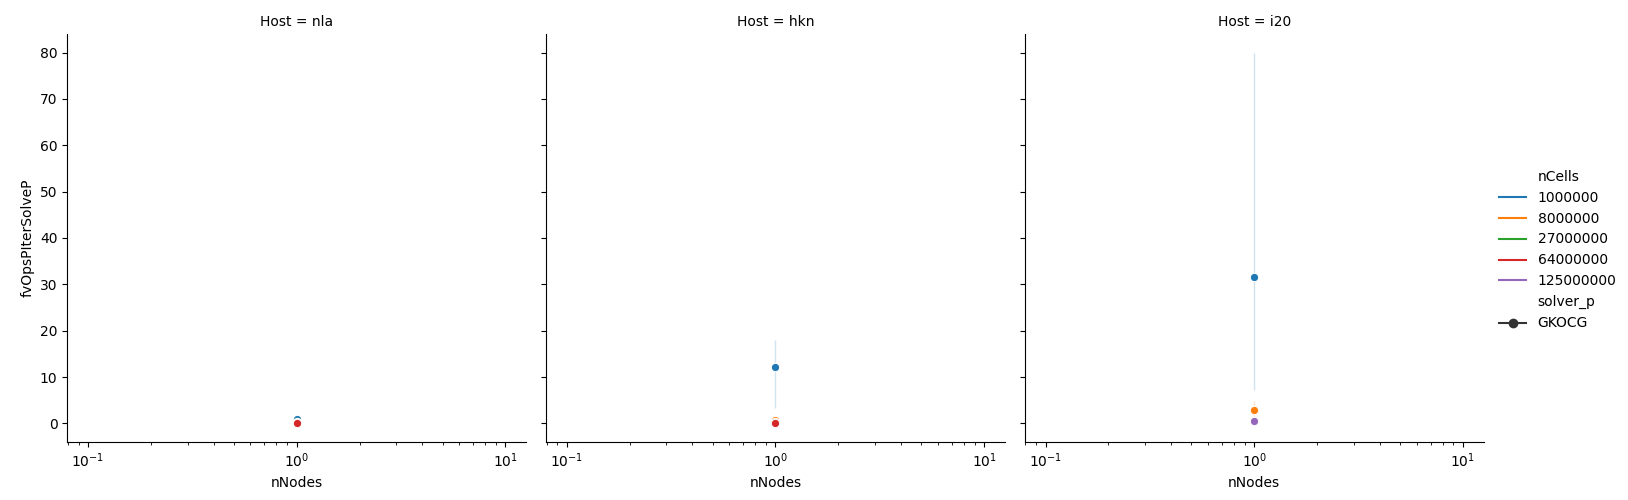 Host = nla
Host = hkn
Host = i20
fvOpsPIterSolveP
80
70
60
50
40
30
20
10
0
10⁻¹
10⁰
10¹
nNodes
10⁻¹
10⁰
10¹
nNodes
10⁻¹
10⁰
10¹
nNodes
nCells
1000000
8000000
27000000
64000000
125000000
solver_p
GKOCG